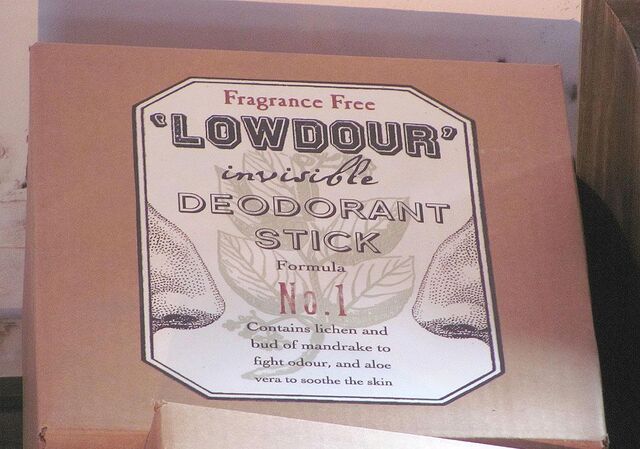 Fragrance Free
'LOWDOUR'
invisible
DEODORANT
STICK
Formula
No.1
Contains lichen and
bud of mandrake to
fight odour, and aloe
vera to soothe the skin